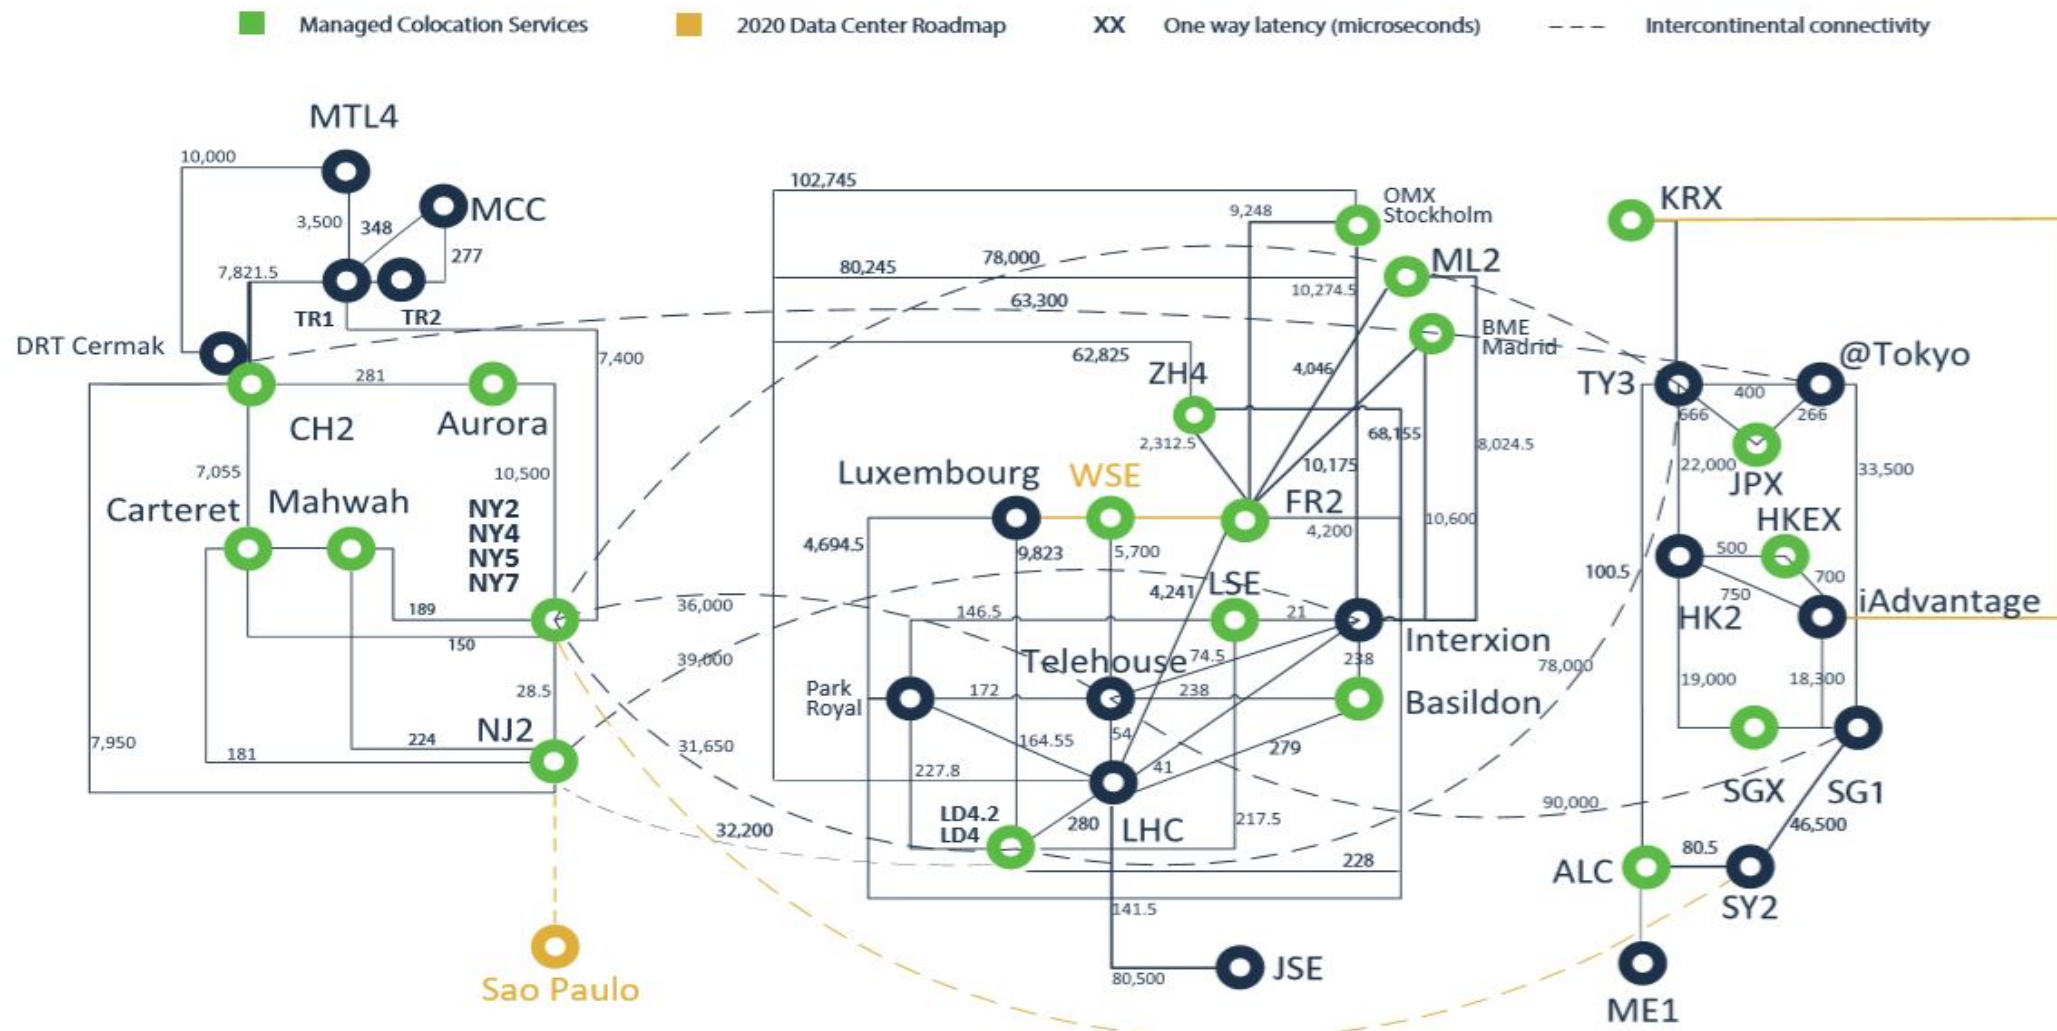 Managed Colocation Services
2020 Data Center Roadmap
XX
One way latency (microseconds)
Intercontinental connectivity
MTL4
10,000
MCC
3,500
348
277
7,821.5
TR1
TR2
DRT Cermak
7,400
281
CH2
Aurora
7,055
10,500
Carteret
Mahwah
NY2
NY4
NY5
NY7
189
150
28.5
NJ2
224
181
7,950
Sao Paulo
36,000
39,000
31,650
32,200
102,745
OMX
Stockholm
9,248
78,000
ML2
80,245
10,274.5
63,300
BME
Madrid
62,825
4,046
ZH4
68,155
8,024.5
2,312.5
10,175
Luxembourg
WSE
FR2
10,600
4,200
4,694.5
9,823
5,700
4,241
LSE
146.5
21
Interxion
Telehouse
74.5
238
Park
Royal
172
238
Basildon
164.55
54
279
227.8
41
LD4.2
LD4
280
LHC
217.5
228
141.5
80,500
JSE
KRX
@Tokyo
TY3
400
666
266
22,000
JPX
33,500
HKEX
500
700
100.5
750
iAdvantage
HK2
78,000
19,000
18,300
90,000
SGX
SG1
46,500
80.5
ALC
SY2
ME1